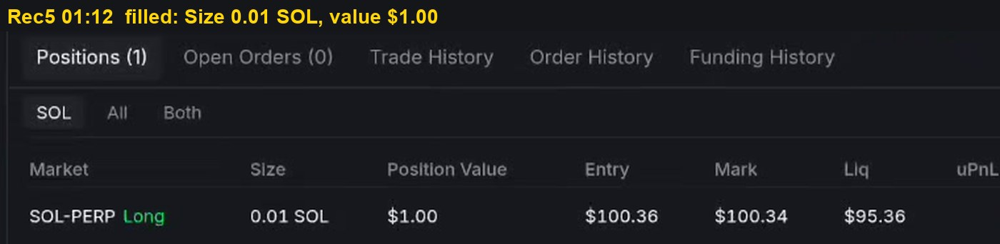 Rec5 01:12 filled: Size 0.01 SOL, value $1.00
Positions (1) Open Orders (0) Trade History Order History Funding History
SOL All Both
Market Size Position Value Entry Mark Liq uPnL
SOL-PERP Long 0.01 SOL $1.00 $100.36 $100.34 $95.36